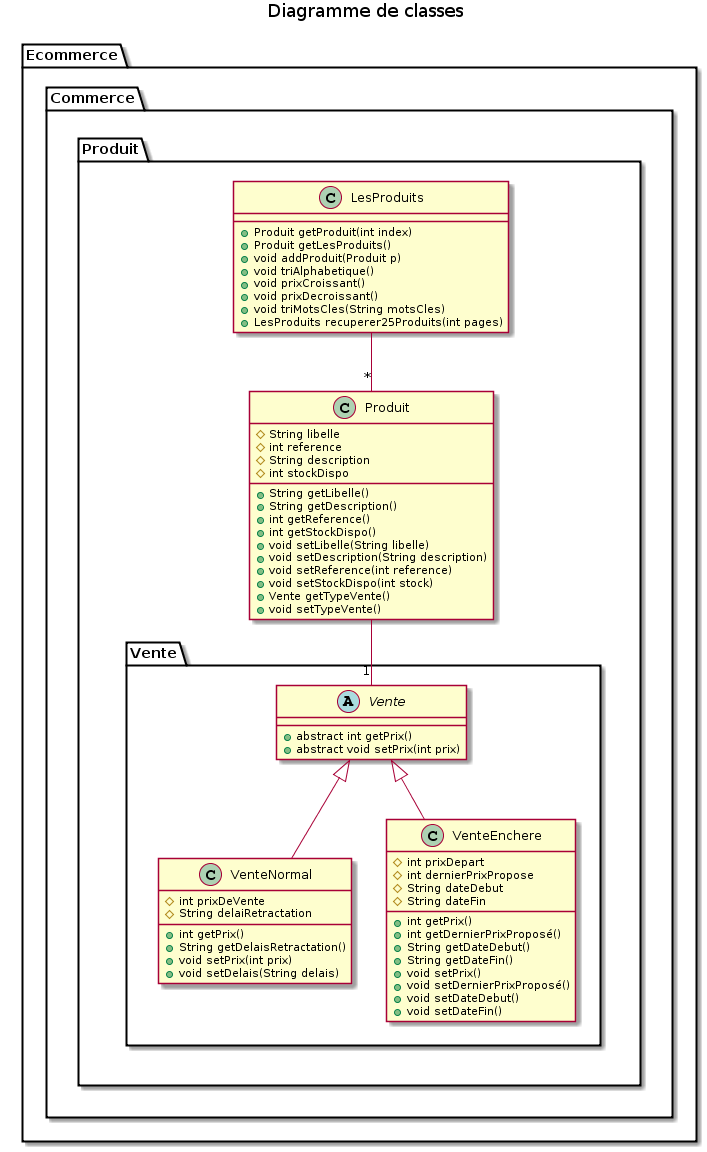 Diagramme de classes
Ecommerce
Commerce
Produit
C LesProduits
Produit getProduit(int index)
Produit getLesProduits()
void addProduit(Produit p)
void triAlphabetique()
void prixCroissant()
void prixDecroissant()
void triMotsCles(String motsCles)
LesProduits recuperer25Produits(int pages)
*
C Produit
String libelle
int reference
String description
int stockDispo
String getLibelle()
String getDescription()
int getReference()
int getStockDispo()
void setLibelle(String libelle)
void setDescription(String description)
void setReference(int reference)
void setStockDispo(int stock)
Vente getTypeVente()
void setTypeVente()
Vente
1
A Vente
abstract int getPrix()
abstract void setPrix(int prix)
C VenteNormal
int prixDeVente
String delaiRetractation
int getPrix()
String getDelaisRetractation()
void setPrix(int prix)
void setDelais(String delais)
C VenteEnchere
int prixDepart
int dernierPrixPropose
String dateDebut
String dateFin
int getPrix()
int getDernierPrixProposé()
String getDateDebut()
String getDateFin()
void setPrix()
void setDernierPrixProposé()
void setDateDebut()
void setDateFin()